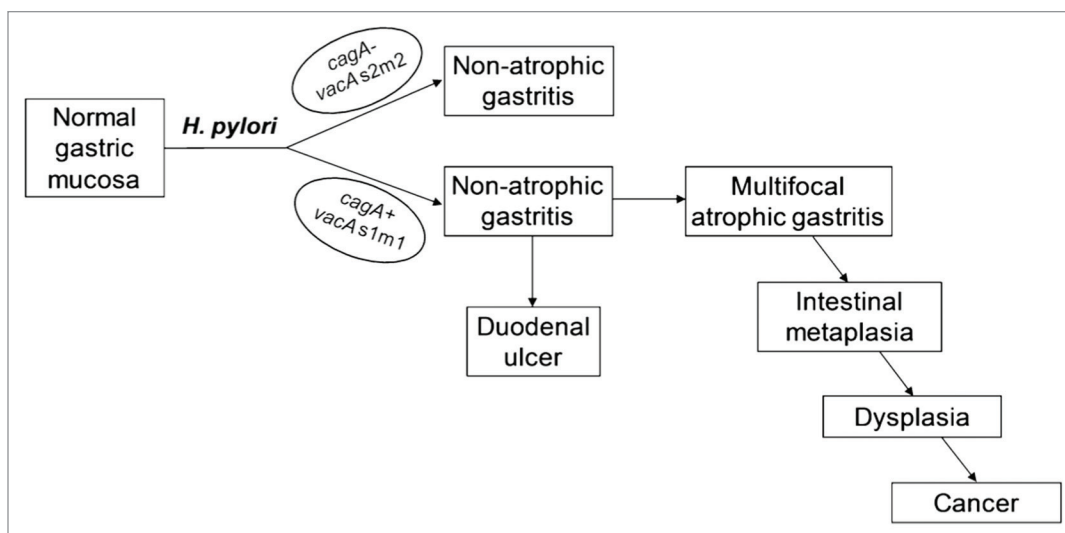 cagA-
vacA s2m2
Non-atrophic
gastritis
Normal
gastric
mucosa
H. pylori
cagA+
vacA s1m1
Non-atrophic
gastritis
Multifocal
atrophic gastritis
Duodenal
ulcer
Intestinal
metaplasia
Dysplasia
Cancer